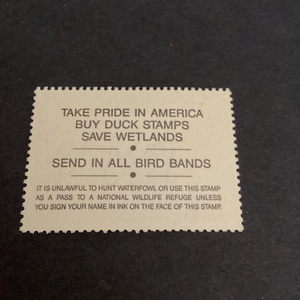 TAKE PRIDE IN AMERICA
BUY DUCK STAMPS
SAVE WETLANDS
SEND IN ALL BIRD BANDS
IT IS UNLAWFUL TO HUNT WATERFOWL OR USE THIS STAMP
AS A PASS TO A NATIONAL WILDLIFE REFUGE UNLESS
YOU SIGN YOUR NAME IN INK ON THE FACE OF THIS STAMP.